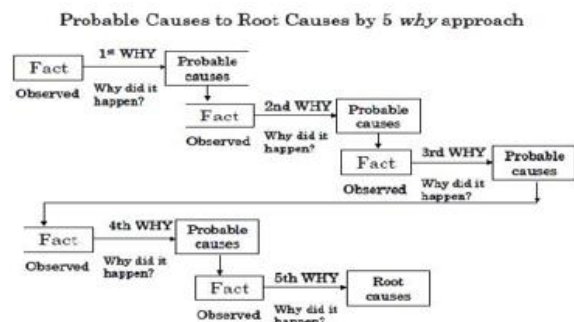 Probable Causes to Root Causes by 5 why approach
1st WHY
Fact
Probable
causes
Observed
Why did it
happen?
2nd WHY
Fact
Probable
causes
Observed
Why did it
happen?
3rd WHY
Fact
Probable
causes
Observed
Why did it
happen?
4th WHY
Fact
Probable
causes
Observed
Why did it
happen?
5th WHY
Fact
Root
causes
Observed
Why did it
happen?